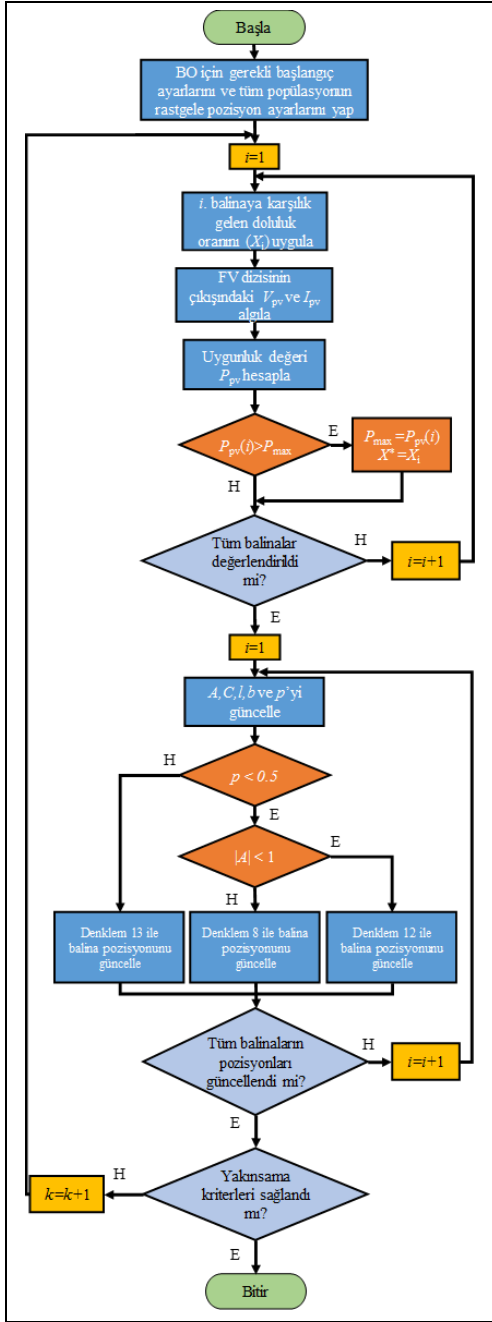 Başla
BO için gerekli başlangıç
ayarlarını ve tüm popülasyonun
rastgele pozisyon ayarlarını yap
i=1
i. balinaya karşılık
gelen doluluk
oranını (Xi) uygula
FV dizisinin
çıkışındaki Vpv ve Ipv
algıla
Uygunluk değeri
Ppv hesapla
Ppv(i)>Pmax
E
Pmax =Ppv(i)
X*=Xi
H
Tüm balinalar
değerlendirildi
mi?
H
i=i+1
E
i=1
A,C,l,b ve p'yi
güncelle
H
p < 0.5
E
|A| < 1
E
H
Denklem 13 ile
balina pozisyonunu
güncelle
Denklem 8 ile balina
pozisyonunu
güncelle
Denklem 12 ile
balina pozisyonunu
güncelle
Tüm balinaların
pozisyonları
güncellendi mi?
H
i=i+1
E
Yakınsama
kriterleri sağlandı
mı?
H
k=k+1
E
Bitir